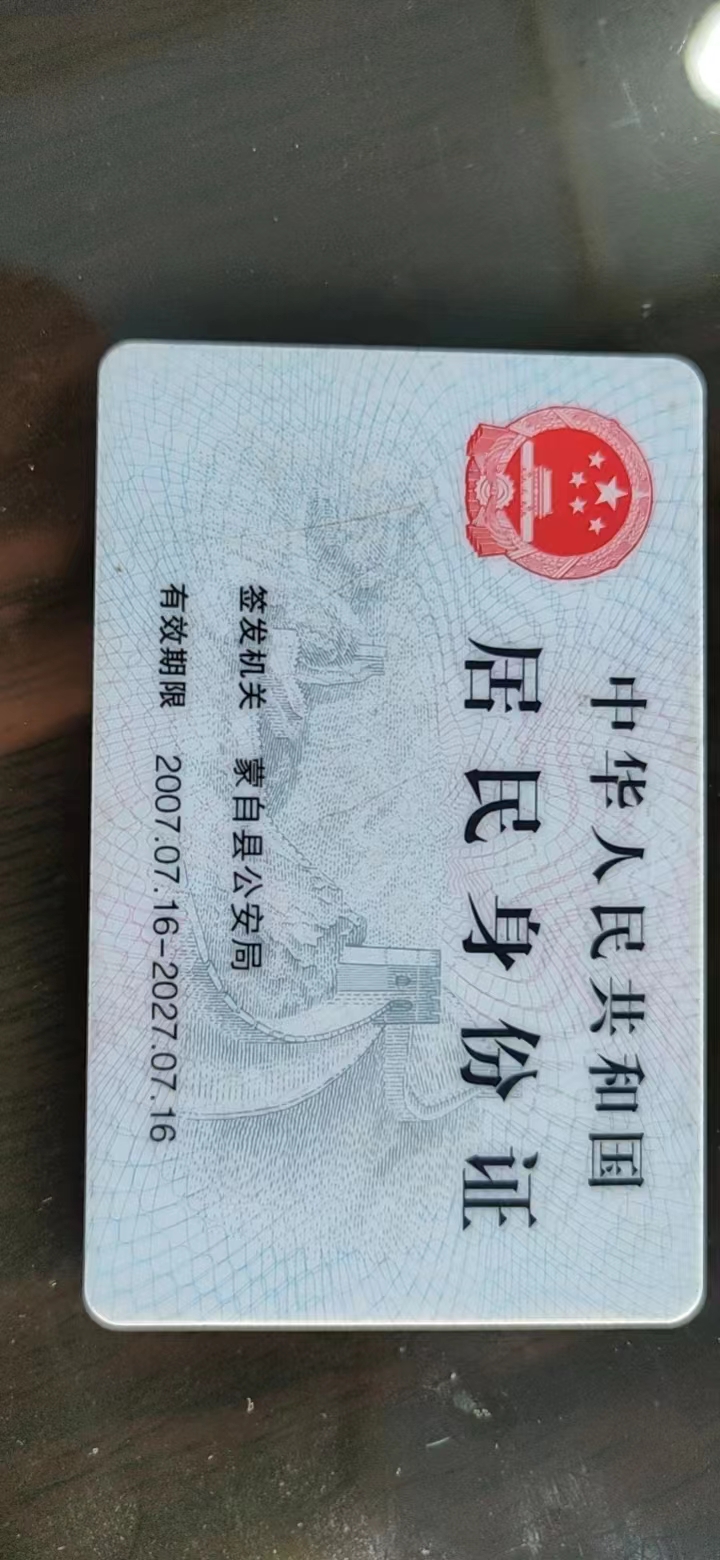 中华人民共和国
居民身份证
签发机关 蒙自县公安局
有效期限 2007.07.16-2027.07.16